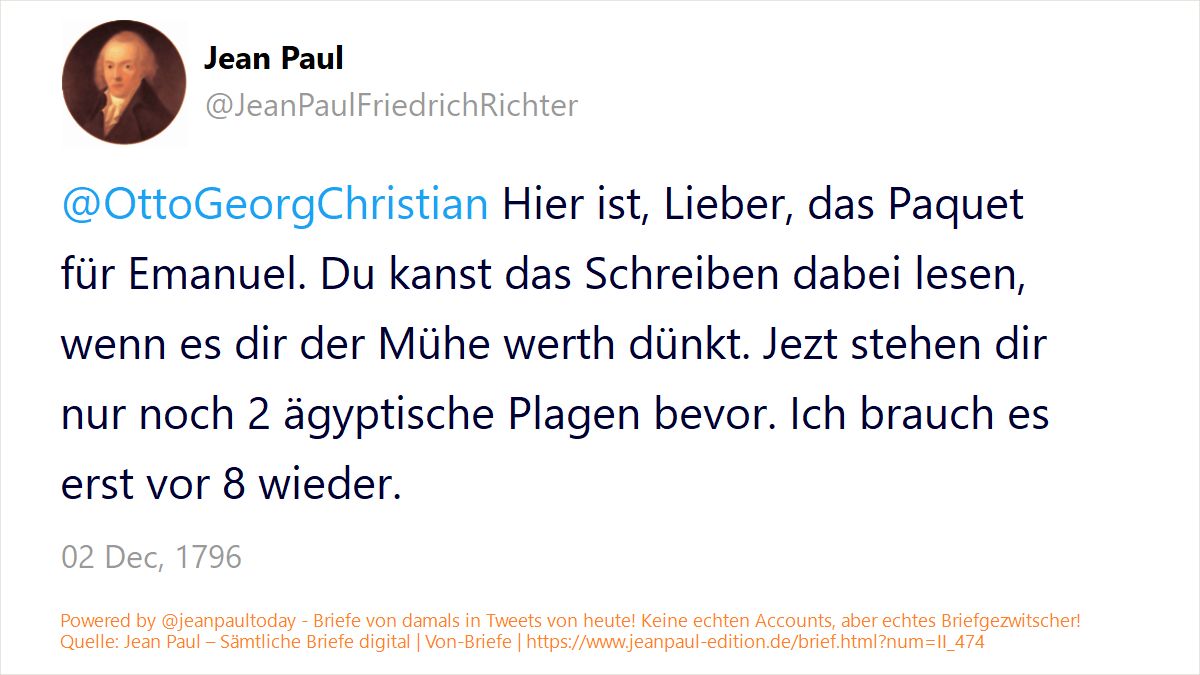 Jean Paul
@JeanPaulFriedrichRichter
@OttoGeorgChristian Hier ist, Lieber, das Paquet
für Emanuel. Du kanst das Schreiben dabei lesen,
wenn es dir der Mühe werth dünkt. Jezt stehen dir
nur noch 2 ägyptische Plagen bevor. Ich brauch es
erst vor 8 wieder.
02 Dec, 1796
Powered by @jeanpaultoday - Briefe von damals in Tweets von heute! Keine echten Accounts, aber echtes Briefgezwitscher!
Quelle: Jean Paul – Sämtliche Briefe digital | Von-Briefe | https://www.jeanpaul-edition.de/brief.html?num=II_474